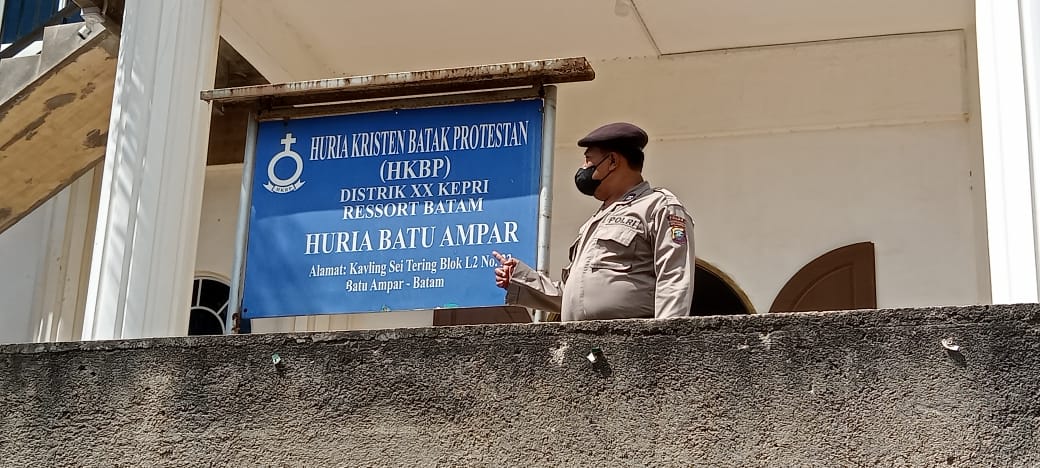 HURIA KRISTEN BATAK PROTESTAN
(HKBP)
DISTRIK XX KEPRI
RESSORT BATAM
HURIA BATU AMPAR
Alamat: Kavling Sei Tering Blok L2 No.
Batu Ampar - Batam
HKBP
POLRI